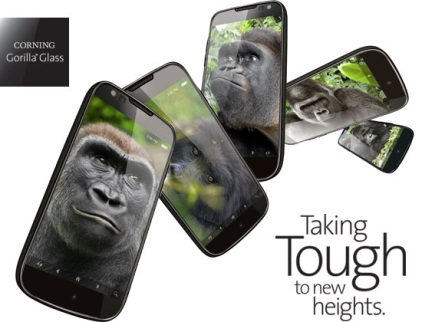 CORNING
Gorilla® Glass
Taking
Tough
to new
heights.